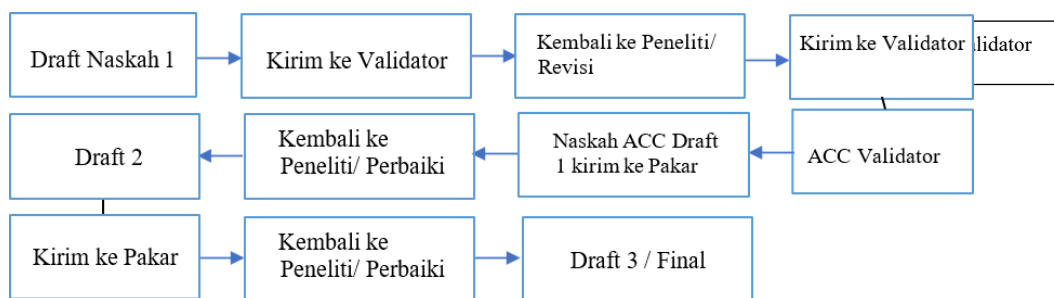 Draft Naskah 1
Kirim ke Validator
Kembali ke Peneliti/
Revisi
Kirim ke Validator
alidator
ACC Validator
Naskah ACC Draft
1 kirim ke Pakar
Kembali ke
Peneliti/ Perbaiki
Draft 2
Kirim ke Pakar
Kembali ke
Peneliti/ Perbaiki
Draft 3 / Final